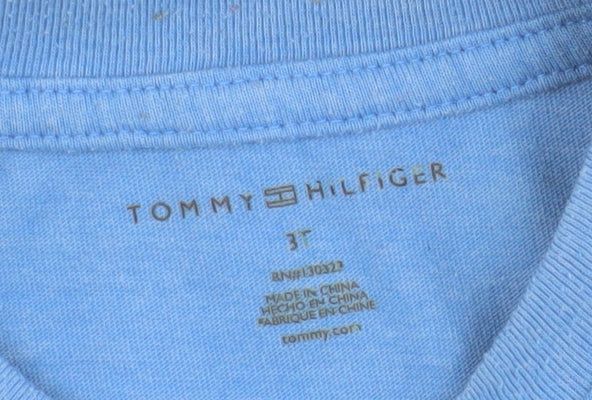 TOMMY HILFIGER
3T
RN#130323
MADE IN CHINA
HECHO EN CHINA
FABRIQUE EN CHINE
tommy.com